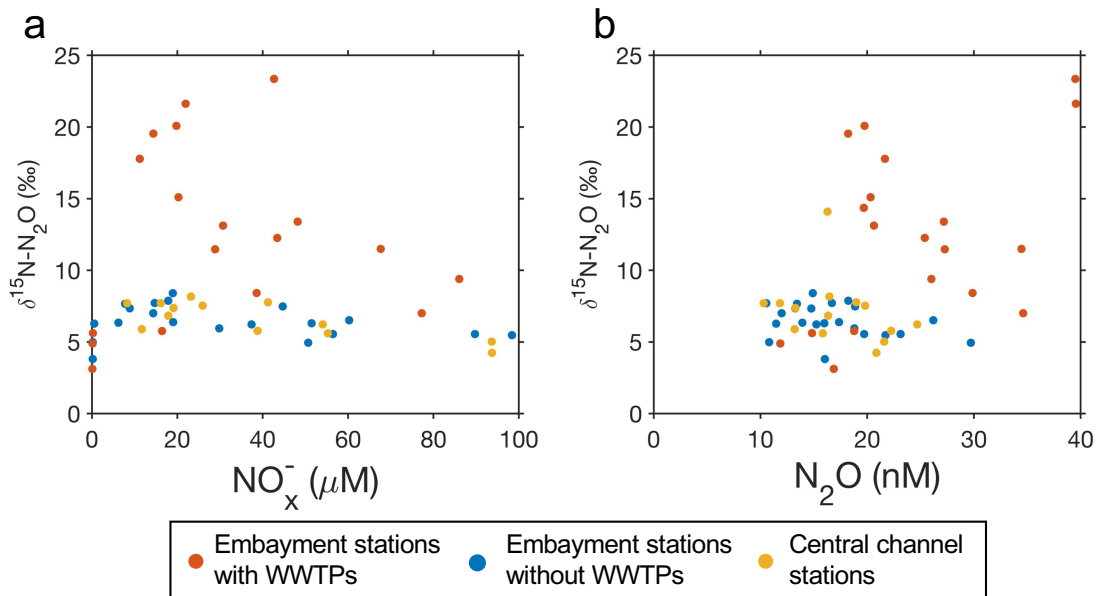 a
25
20
15
10
5
0
δ¹⁵N-N₂O (‰)
0 20 40 60 80 100
NOₓ⁻ (μM)
b
25
20
15
10
5
0
δ¹⁵N-N₂O (‰)
0 10 20 30 40
N₂O (nM)
Embayment stations
with WWTPs
Embayment stations
without WWTPs
Central channel
stations